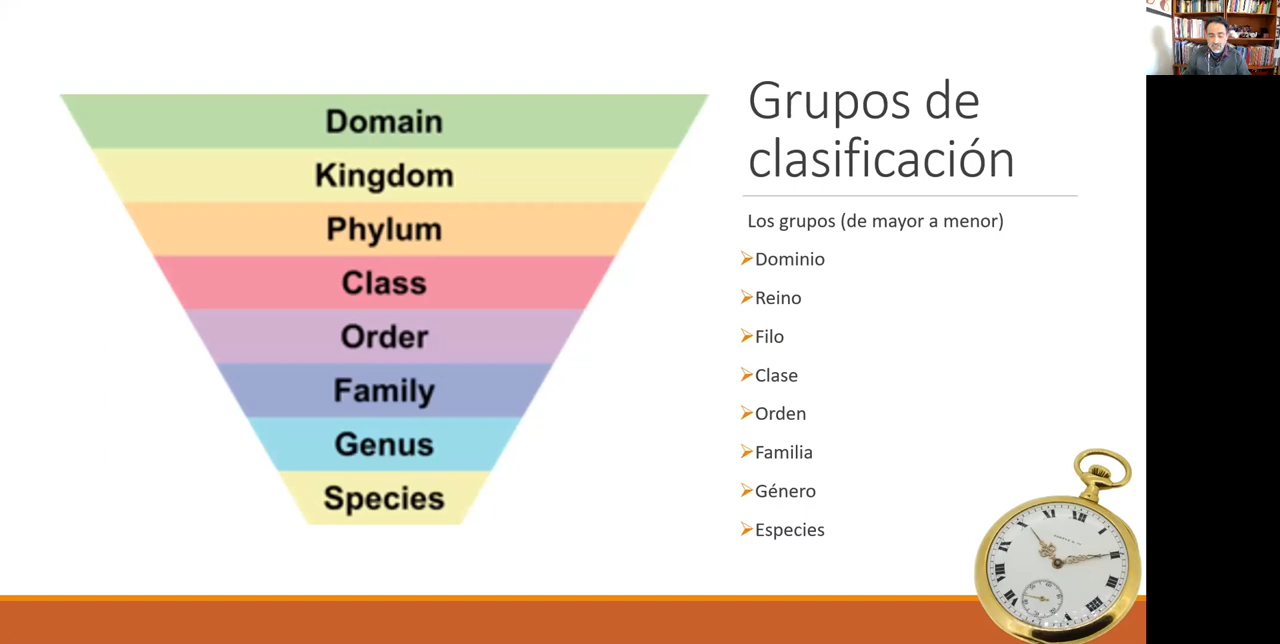 Domain
Kingdom
Phylum
Class
Order
Family
Genus
Species
Grupos de
clasificación
Los grupos (de mayor a menor)
Dominio
Reino
Filo
Clase
Orden
Familia
Género
Especies